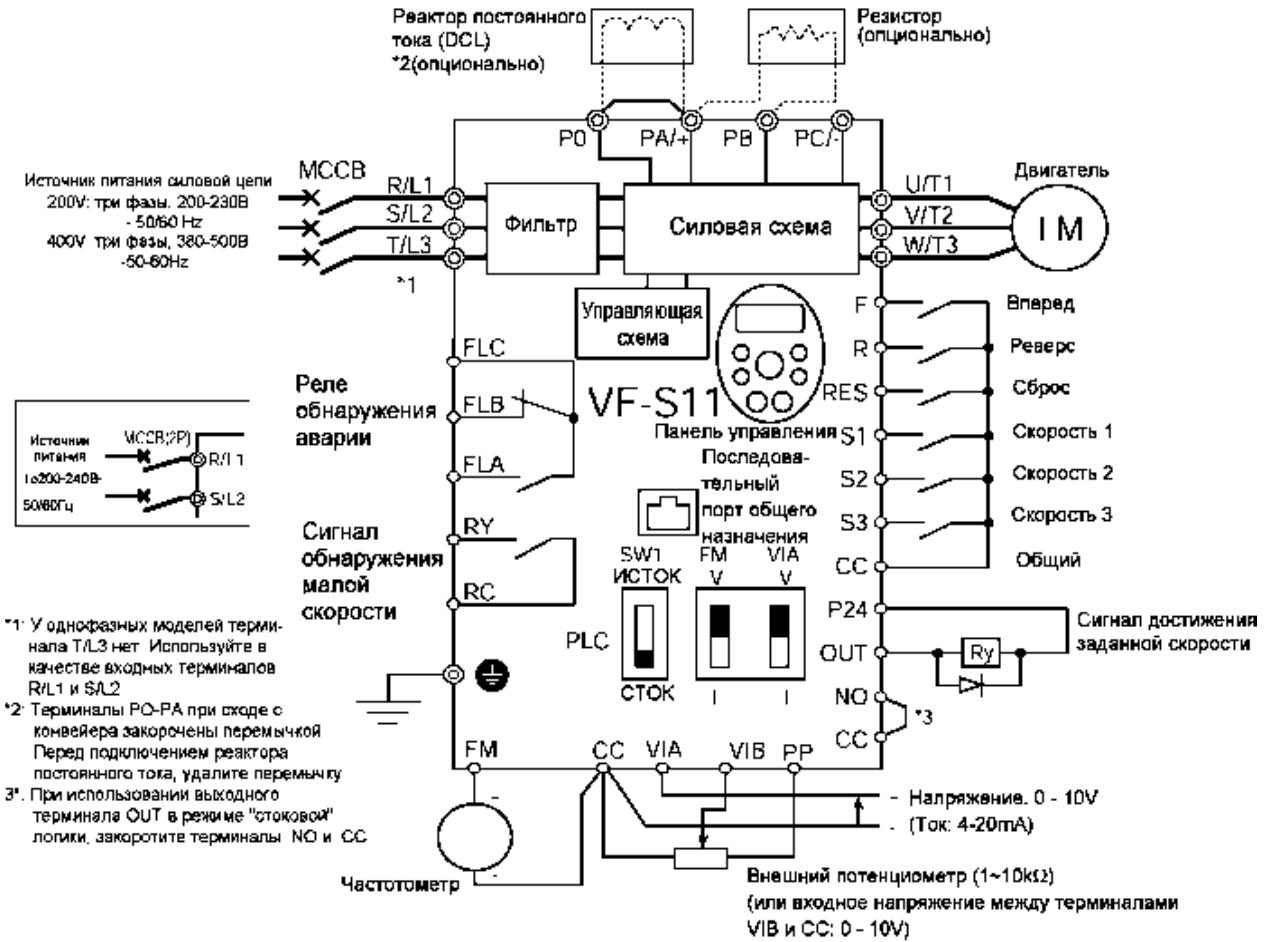 Реактор постоянного
тока (DCL)
*2(опционально)
Резистор
(опционально)
P0
PA/+
PB
PC/-
Источник питания силовой цепи
200V: три фазы, 200-230В
- 50/60 Hz
400V три фазы, 380-500В
-50-60Hz
MCCB
R/L1
S/L2
T/L3
*1
Фильтр
Силовая схема
U/T1
V/T2
W/T3
Двигатель
I M
Управляющая
схема
FLC
FLB
FLA
RY
RC
Реле
обнаружения
аварии
VF-S11
Панель управления
Последова-
тельный
порт общего
назначения
F
R
RES
S1
S2
S3
CC
Вперед
Реверс
Сброс
Скорость 1
Скорость 2
Скорость 3
Общий
Источник
питания
1ø200-240В-
50/60Гц
MCCB(2P)
R/L1
S/L2
Сигнал
обнаружения
малой
скорости
SW1
ИСТОК
PLC
СТОК
FM
V
I
VIA
V
I
P24
OUT
NO
CC
*3
Ry
Сигнал достижения
заданной скорости
*1: У однофазных моделей терми-
нала T/L3 нет Используйте в
качестве входных терминалов
R/L1 и S/L2
*2: Терминалы PO-PA при сходе с
конвейера закорочены перемычкой
Перед подключением реактора
постоянного тока, удалите перемычку
3*. При использовании выходного
терминала OUT в режиме "стоковой"
логики, закоротите терминалы NO и CC
FM
CC
VIA
VIB
PP
Частотометр
- Напряжение. 0 - 10V
- (Ток: 4-20mA)
Внешний потенциометр (1~10kΩ)
(или входное напряжение между терминалами
VIB и CC: 0 - 10V)